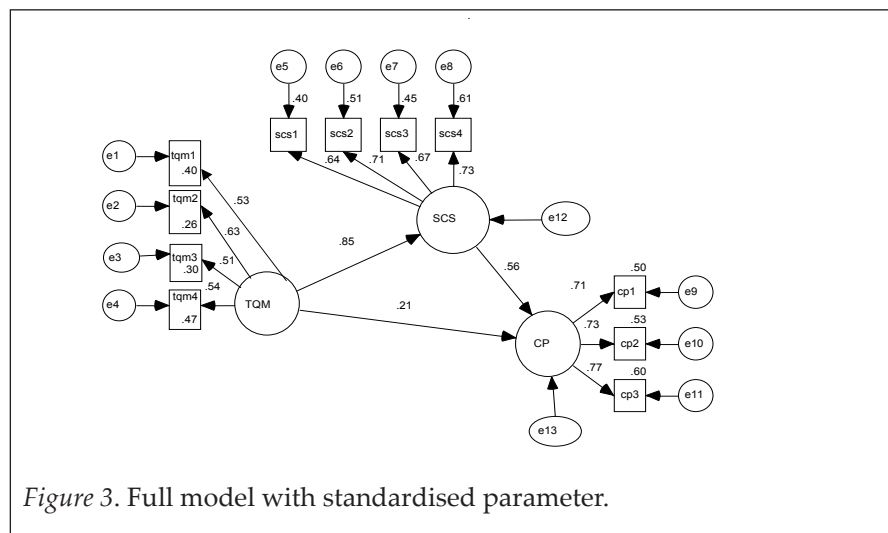 e5 e6 e7 e8
.40 .51 .45 .61
scs1 scs2 scs3 scs4
.64 .71 .67 .73
e1 tqm1
.40
e2 tqm2
.26
e3 tqm3
.30
e4 tqm4
.47
.53
.63
.51
.54
TQM
.85
SCS
e12
.56
.21
CP
e13
.71
.73
.77
.50
cp1 e9
.53
cp2 e10
.60
cp3 e11
Figure 3. Full model with standardised parameter.